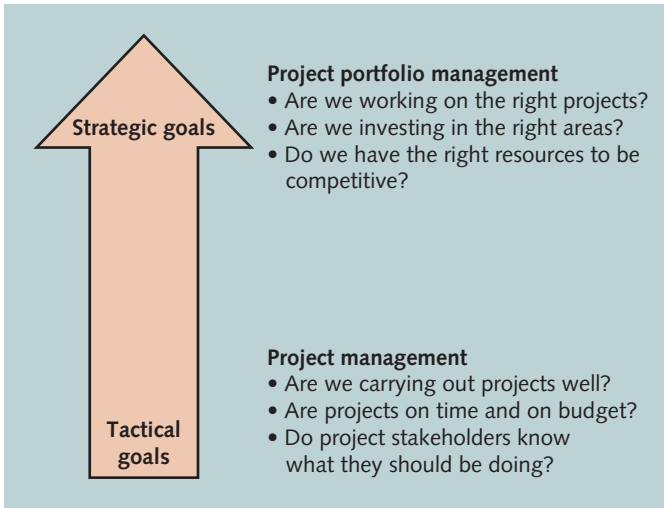 Strategic goals
Project portfolio management
• Are we working on the right projects?
• Are we investing in the right areas?
• Do we have the right resources to be
competitive?
Tactical
goals
Project management
• Are we carrying out projects well?
• Are projects on time and on budget?
• Do project stakeholders know
what they should be doing?